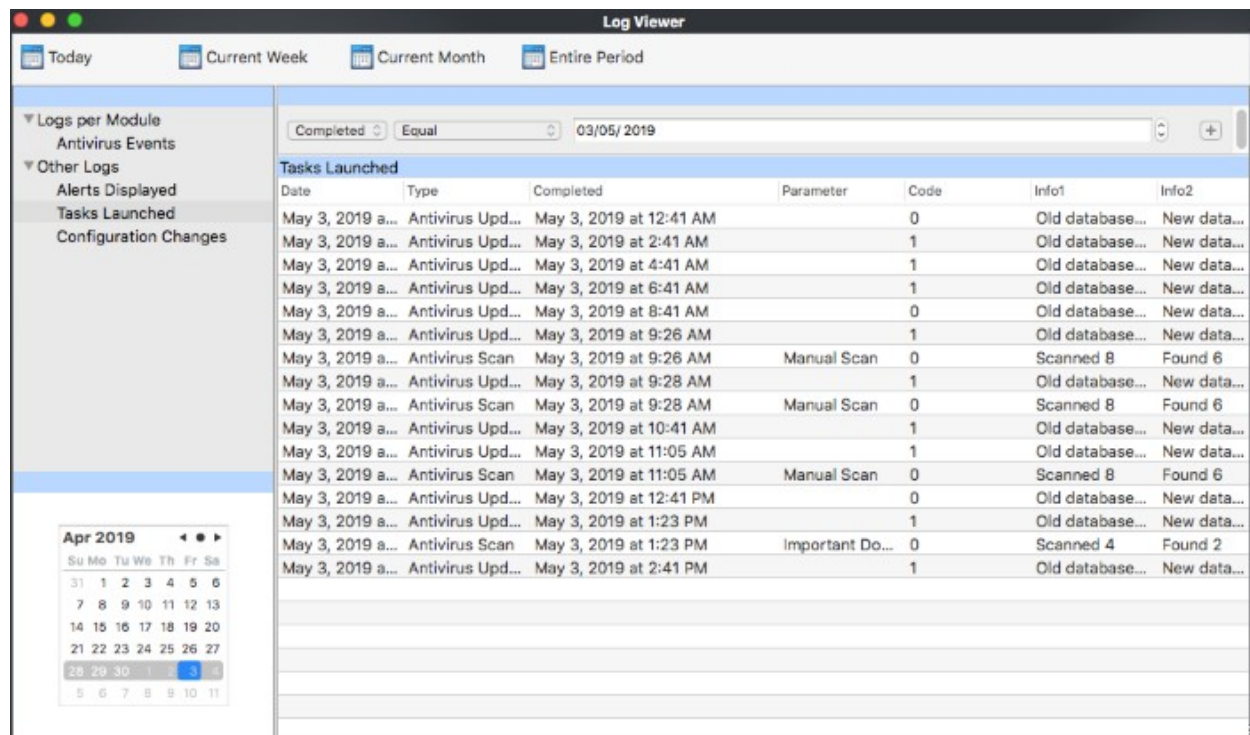 Log Viewer
Today Current Week Current Month Entire Period
Logs per Module
Antivirus Events
Other Logs
Alerts Displayed
Tasks Launched
Configuration Changes
Completed Equal 03/05/ 2019 +
Tasks Launched
Date Type Completed Parameter Code Info1 Info2
May 3, 2019 a... Antivirus Upd... May 3, 2019 at 12:41 AM 0 Old database... New data...
May 3, 2019 a... Antivirus Upd... May 3, 2019 at 2:41 AM 1 Old database... New data...
May 3, 2019 a... Antivirus Upd... May 3, 2019 at 4:41 AM 1 Old database... New data...
May 3, 2019 a... Antivirus Upd... May 3, 2019 at 6:41 AM 1 Old database... New data...
May 3, 2019 a... Antivirus Upd... May 3, 2019 at 8:41 AM 0 Old database... New data...
May 3, 2019 a... Antivirus Upd... May 3, 2019 at 9:26 AM 1 Old database... New data...
May 3, 2019 a... Antivirus Scan May 3, 2019 at 9:26 AM Manual Scan 0 Scanned 8 Found 6
May 3, 2019 a... Antivirus Upd... May 3, 2019 at 9:28 AM 1 Old database... New data...
May 3, 2019 a... Antivirus Scan May 3, 2019 at 9:28 AM Manual Scan 0 Scanned 8 Found 6
May 3, 2019 a... Antivirus Upd... May 3, 2019 at 10:41 AM 1 Old database... New data...
May 3, 2019 a... Antivirus Upd... May 3, 2019 at 11:05 AM 1 Old database... New data...
May 3, 2019 a... Antivirus Scan May 3, 2019 at 11:05 AM Manual Scan 0 Scanned 8 Found 6
May 3, 2019 a... Antivirus Upd... May 3, 2019 at 12:41 PM 0 Old database... New data...
May 3, 2019 a... Antivirus Upd... May 3, 2019 at 1:23 PM 1 Old database... New data...
May 3, 2019 a... Antivirus Scan May 3, 2019 at 1:23 PM Important Do... 0 Scanned 4 Found 2
May 3, 2019 a... Antivirus Upd... May 3, 2019 at 2:41 PM 1 Old database... New data...
Apr 2019
Su Mo Tu We Th Fr Sa
31 1 2 3 4 5 6
7 8 9 10 11 12 13
14 15 16 17 18 19 20
21 22 23 24 25 26 27
28 29 30 1 2 3 4
5 6 7 8 9 10 11